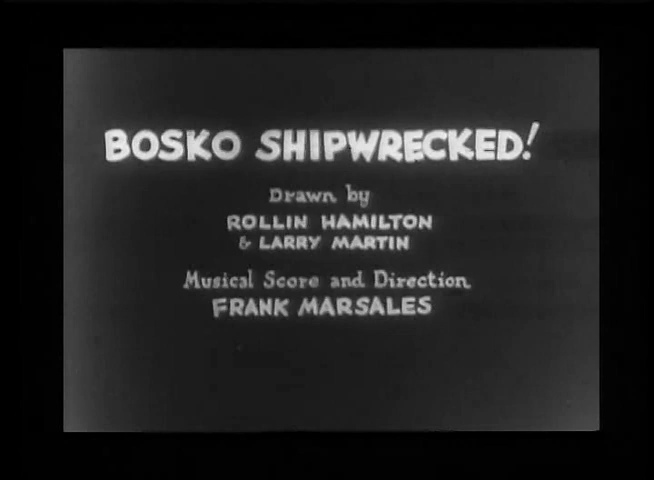 BOSKO SHIPWRECKED!
Drawn by
ROLLIN HAMILTON
& LARRY MARTIN
Musical Score and Direction
FRANK MARSALES